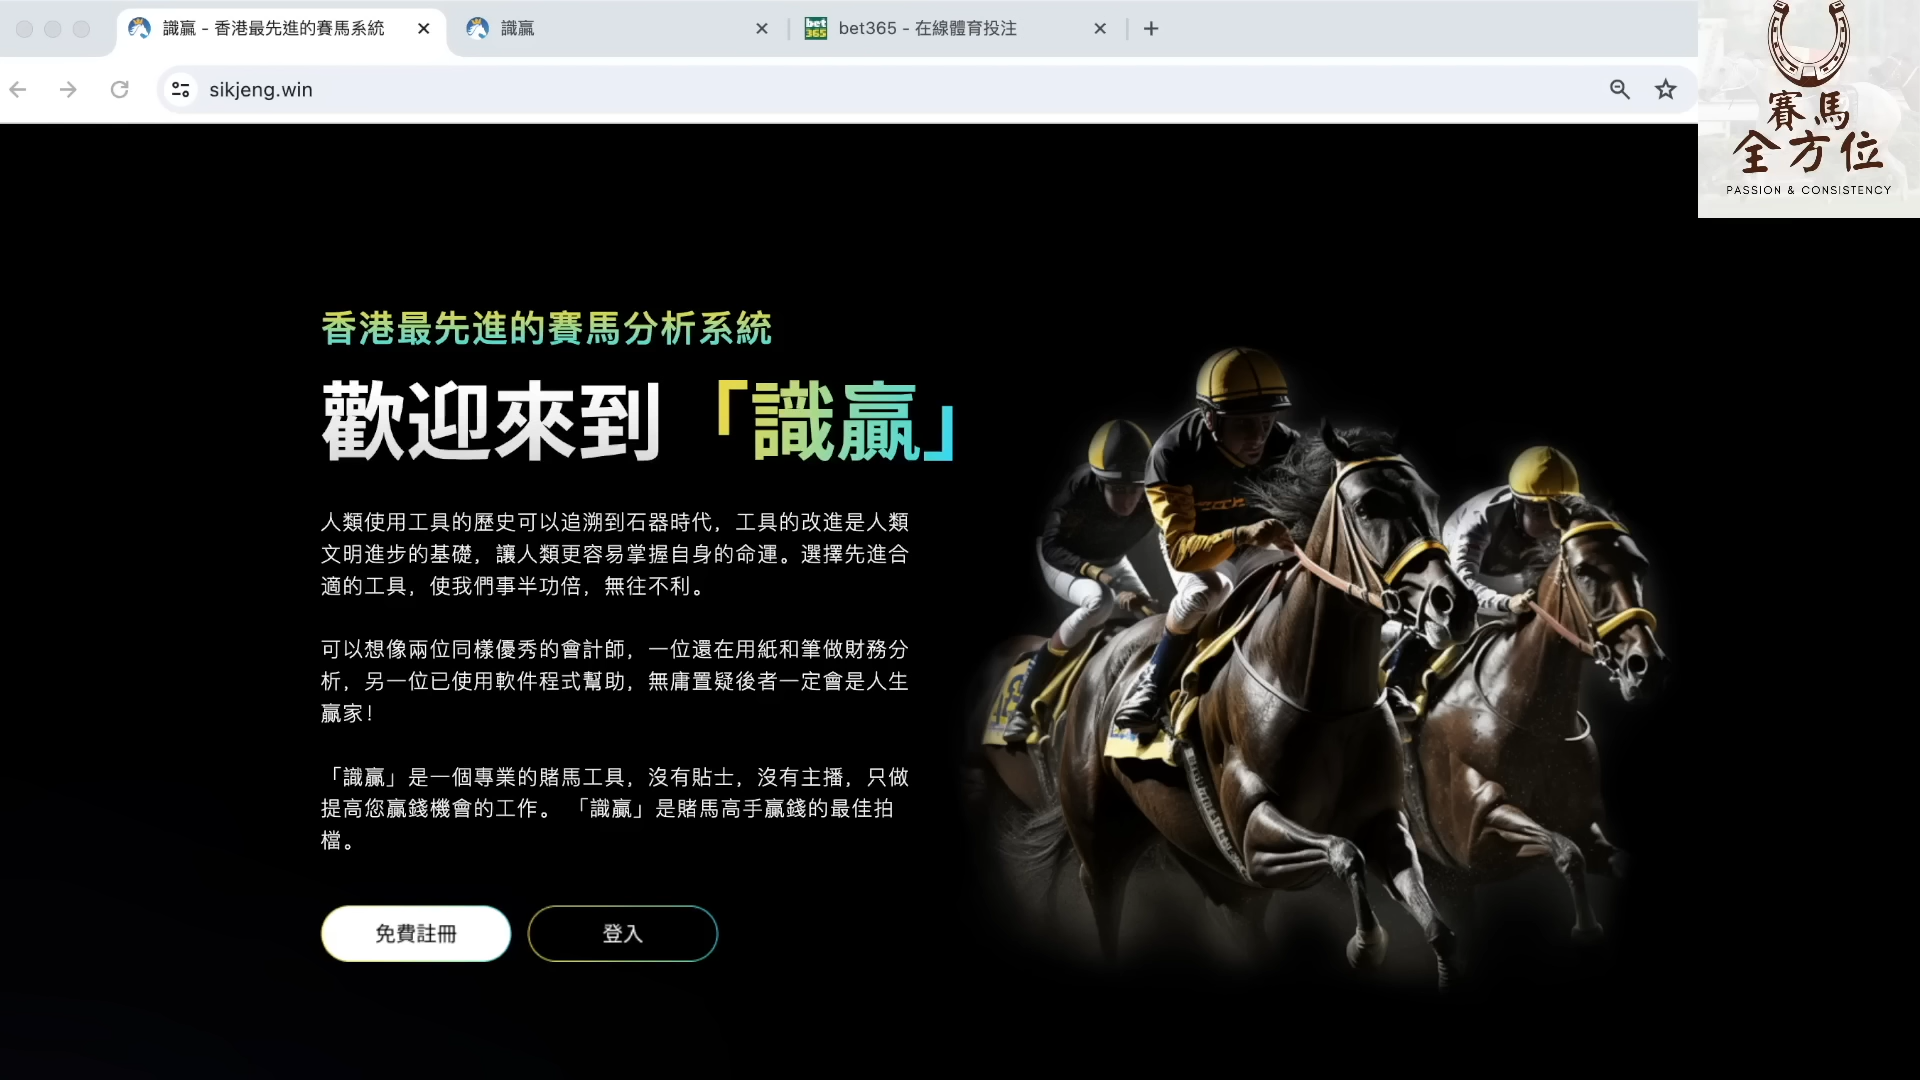 識贏 - 香港最先進的賽馬系統
識贏
bet365 - 在線體育投注
sikjeng.win
賽馬
全方位
PASSION & CONSISTENCY
香港最先進的賽馬分析系統
歡迎來到「識贏」
人類使用工具的歷史可以追溯到石器時代，工具的改進是人類
文明進步的基礎，讓人類更容易掌握自身的命運。選擇先進合
適的工具，使我們事半功倍，無往不利。
可以想像兩位同樣優秀的會計師，一位還在用紙和筆做財務分
析，另一位已使用軟件程式幫助，無庸置疑後者一定會是人生
贏家！
「識贏」是一個專業的賭馬工具，沒有貼士，沒有主播，只做
提高您贏錢機會的工作。 「識贏」是賭馬高手贏錢的最佳拍
檔。
免費註冊
登入